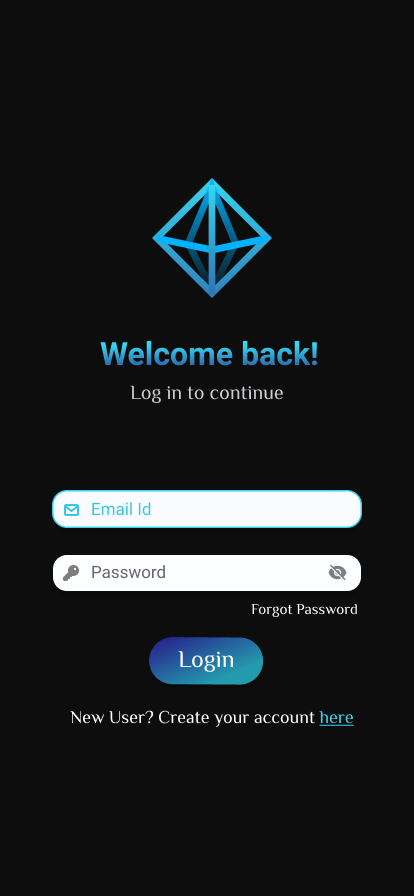 Welcome back!
Log in to continue
Email Id
Password
Forgot Password
Login
New User? Create your account here